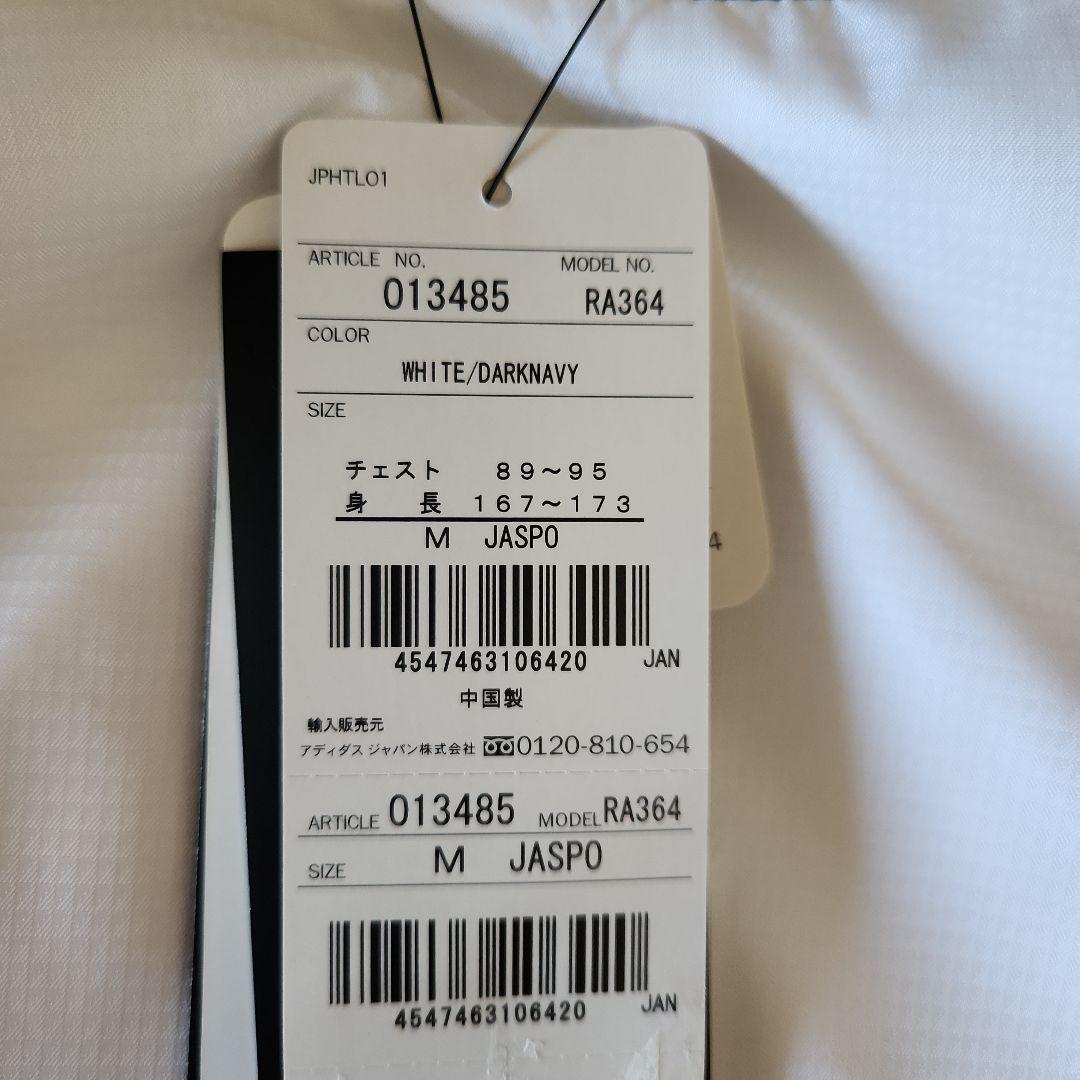 JPHTL01
ARTICLE NO. MODEL NO.
013485 RA364
COLOR
WHITE/DARKNAVY
SIZE
チェスト 89～95
身長 167～173
M JASPO
4
4547463106420 JAN
中国製
輸入販売元
アディダス ジャパン株式会社 0120-810-654
ARTICLE 013485 MODEL RA364
SIZE M JASPO
4547463106420 JAN